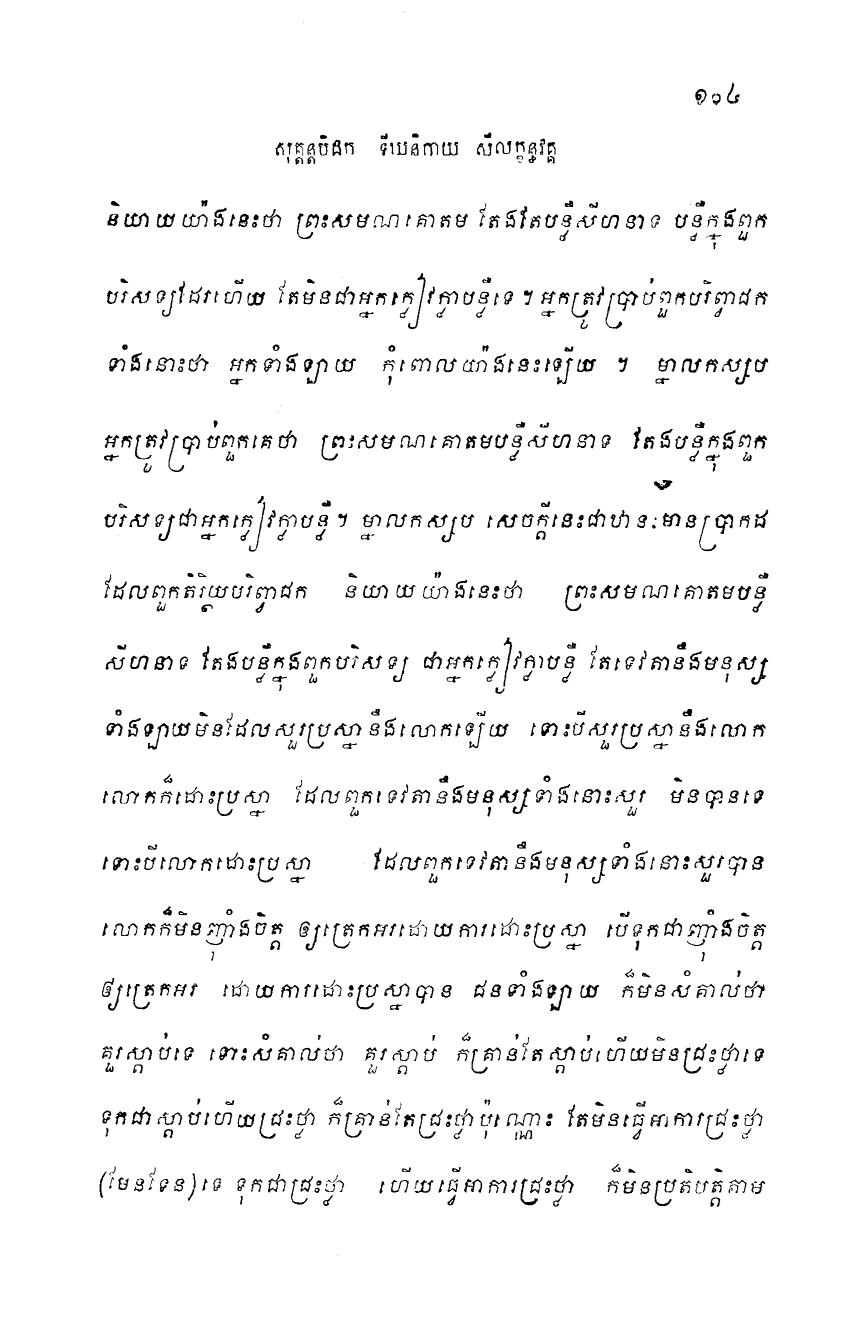 ១០៤
សុត្តន្តបិដក ទីឃនិកាយ សីលក្ខន្ធវគ្គ
និយាយយ៉ាងនេះថា ព្រះសមណគោតម តែងតែបន្លឺសីហនាទ បន្លឺក្នុងពួក
បរិសទ្យដែរហើយ តែមិនជាអ្នកក្លៀវក្លាបន្លឺទេ ។ អ្នកត្រូវប្រាប់ពួកបរិព្វាជក
ទាំងនោះថា អ្នកទាំងឡាយ កុំពោលយ៉ាងនេះឡើយ ។ ម្នាលកស្សប
អ្នកត្រូវប្រាប់ពួកគេថា ព្រះសមណគោតមបន្លឺសីហនាទ តែងបន្លឺក្នុងពួក
បរិសទ្យជាអ្នកក្លៀវក្លាបន្លឺ ។ ម្នាលកស្សប សេចក្តីនេះជាឋានៈមានប្រាកដ
ដែលពួកតិរ្ថិយបរិព្វាជក និយាយយ៉ាងនេះថា ព្រះសមណគោតមបន្លឺ
សីហនាទ តែងបន្លឺក្នុងពួកបរិសទ្យ ជាអ្នកក្លៀវក្លាបន្លឺ តែទេវតានឹងមនុស្ស
ទាំងឡាយមិនដែលសួរប្រស្នានឹងលោកឡើយ ទោះបីសួរប្រស្នានឹងលោក
លោកក៏ដោះប្រស្នា ដែលពួកទេវតានឹងមនុស្សទាំងនោះសួរ មិនបានទេ
ទោះបីលោកដោះប្រស្នា ដែលពួកទេវតានឹងមនុស្សទាំងនោះសួរបាន
លោកក៏មិនញុំាងចិត្ត ឲ្យត្រេកអរដោយការដោះប្រស្នា បើទុកជាញុំាងចិត្ត
ឲ្យត្រេកអរ ដោយការដោះប្រស្នាបាន ជនទាំងឡាយ ក៏មិនសំគាល់ថា
គួរស្តាប់ទេ ទោះសំគាល់ថា គួរស្តាប់ ក៏គ្រាន់តែស្តាប់ហើយមិនជ្រះថ្លាទេ
ទុកជាស្តាប់ហើយជ្រះថ្លា ក៏គ្រាន់តែជ្រះថ្លាប៉ុណ្ណោះ តែមិនធ្វើអាការជ្រះថ្លា
(មែនទែន)ទេ ទុកជាជ្រះថ្លា ហើយធ្វើអាការជ្រះថ្លា ក៏មិនប្រតិបត្តិតាម